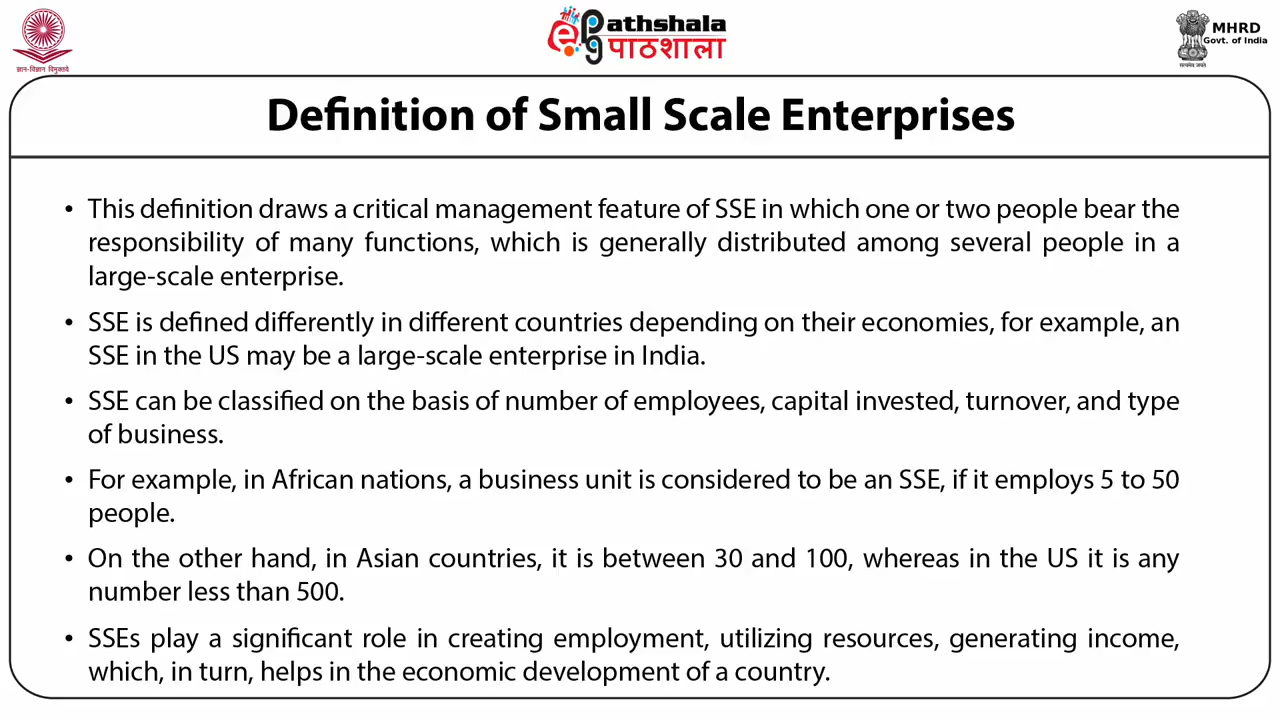 ज्ञान-विज्ञान विमुक्तये
ePathshala
पाठशाला
MHRD
Govt. of India
सत्यमेव जयते
Definition of Small Scale Enterprises
• This definition draws a critical management feature of SSE in which one or two people bear the
responsibility of many functions, which is generally distributed among several people in a
large-scale enterprise.
• SSE is defined differently in different countries depending on their economies, for example, an
SSE in the US may be a large-scale enterprise in India.
• SSE can be classified on the basis of number of employees, capital invested, turnover, and type
of business.
• For example, in African nations, a business unit is considered to be an SSE, if it employs 5 to 50
people.
• On the other hand, in Asian countries, it is between 30 and 100, whereas in the US it is any
number less than 500.
• SSEs play a significant role in creating employment, utilizing resources, generating income,
which, in turn, helps in the economic development of a country.